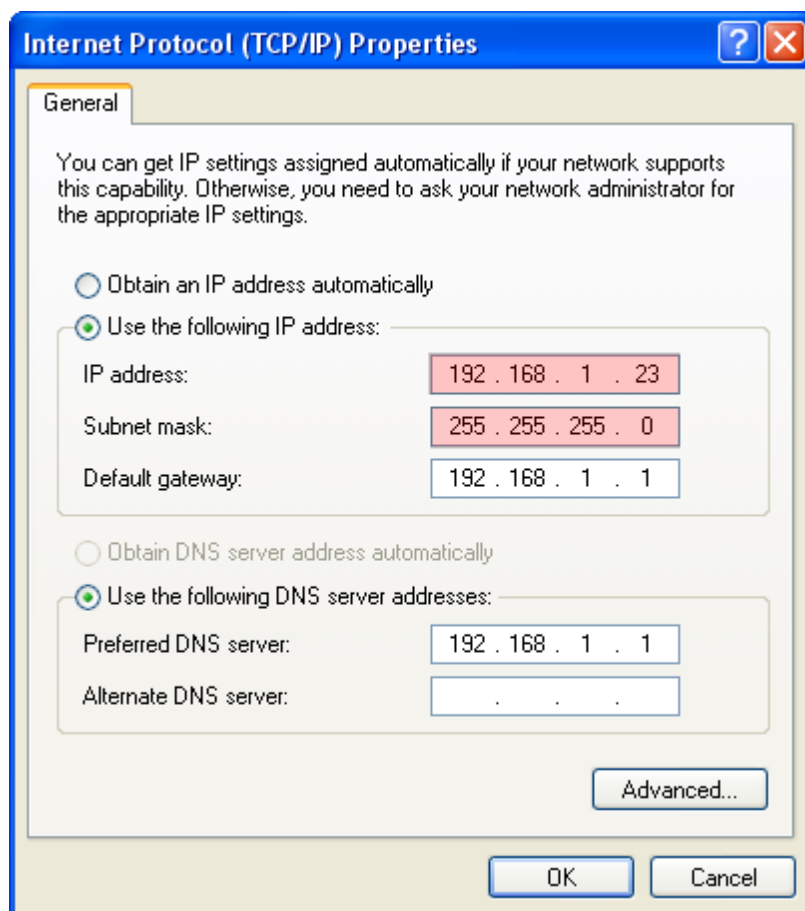 Internet Protocol (TCP/IP) Properties
General
You can get IP settings assigned automatically if your network supports
this capability. Otherwise, you need to ask your network administrator for
the appropriate IP settings.
Obtain an IP address automatically
Use the following IP address:
IP address: 192 . 168 . 1 . 23
Subnet mask: 255 . 255 . 255 . 0
Default gateway: 192 . 168 . 1 . 1
Obtain DNS server address automatically
Use the following DNS server addresses:
Preferred DNS server: 192 . 168 . 1 . 1
Alternate DNS server: . . .
Advanced...
OK Cancel